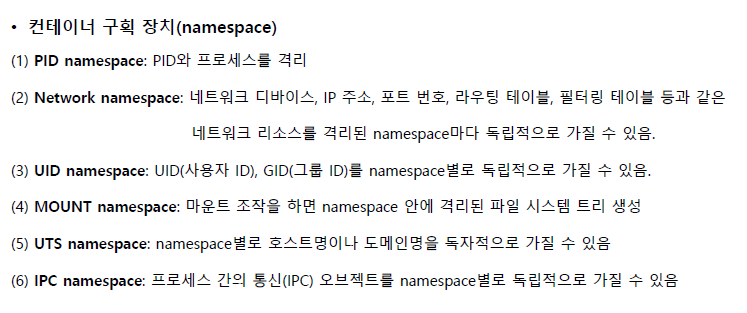 • 컨테이너 구획 장치(namespace)
(1) PID namespace: PID와 프로세스를 격리
(2) Network namespace: 네트워크 디바이스, IP 주소, 포트 번호, 라우팅 테이블, 필터링 테이블 등과 같은
네트워크 리소스를 격리된 namespace마다 독립적으로 가질 수 있음.
(3) UID namespace: UID(사용자 ID), GID(그룹 ID)를 namespace별로 독립적으로 가질 수 있음.
(4) MOUNT namespace: 마운트 조작을 하면 namespace 안에 격리된 파일 시스템 트리 생성
(5) UTS namespace: namespace별로 호스트명이나 도메인명을 독자적으로 가질 수 있음
(6) IPC namespace: 프로세스 간의 통신(IPC) 오브젝트를 namespace별로 독립적으로 가질 수 있음